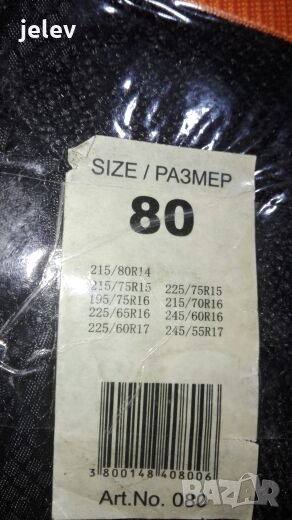 jelev
SIZE / РАЗМЕР
80
215/80R14
215/75R15 225/75R15
195/75R16 215/70R16
225/65R16 245/60R16
225/60R17 245/55R17
3 800148 408006
Art.No. 080
BAZAR